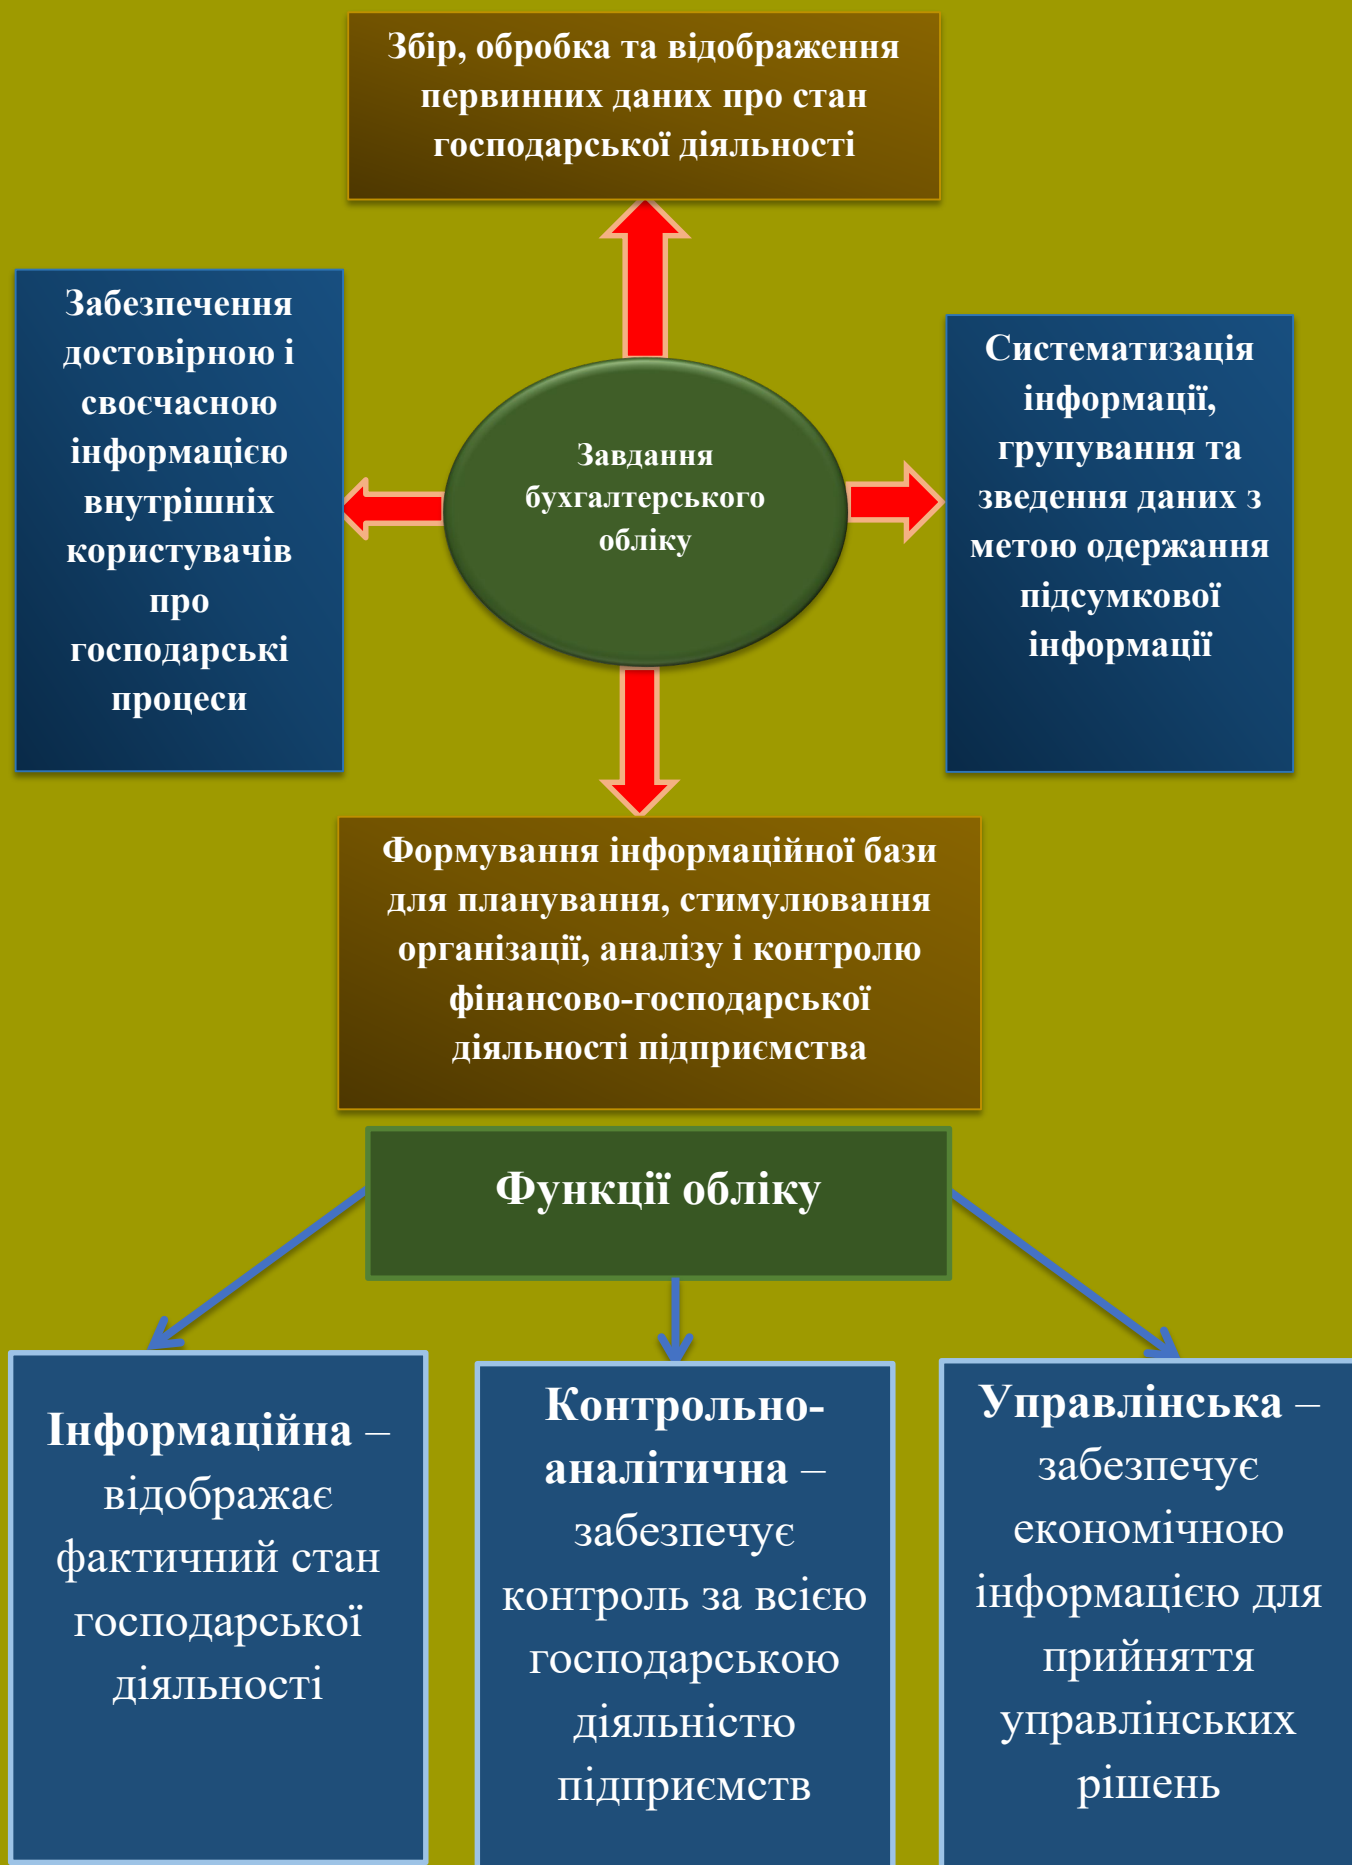 Збір, обробка та відображення
первинних даних про стан
господарської діяльності
Забезпечення
достовірною і
своєчасною
інформацією
внутрішніх
користувачів
про
господарські
процеси
Завдання
бухгалтерського
обліку
Систематизація
інформації,
групування та
зведення даних з
метою одержання
підсумкової
інформації
Формування інформаційної бази
для планування, стимулювання
організації, аналізу і контролю
фінансово-господарської
діяльності підприємства
Функції обліку
Інформаційна –
відображає
фактичний стан
господарської
діяльності
Контрольно-
аналітична –
забезпечує
контроль за всією
господарською
діяльністю
підприємств
Управлінська –
забезпечує
економічною
інформацією для
прийняття
управлінських
рішень